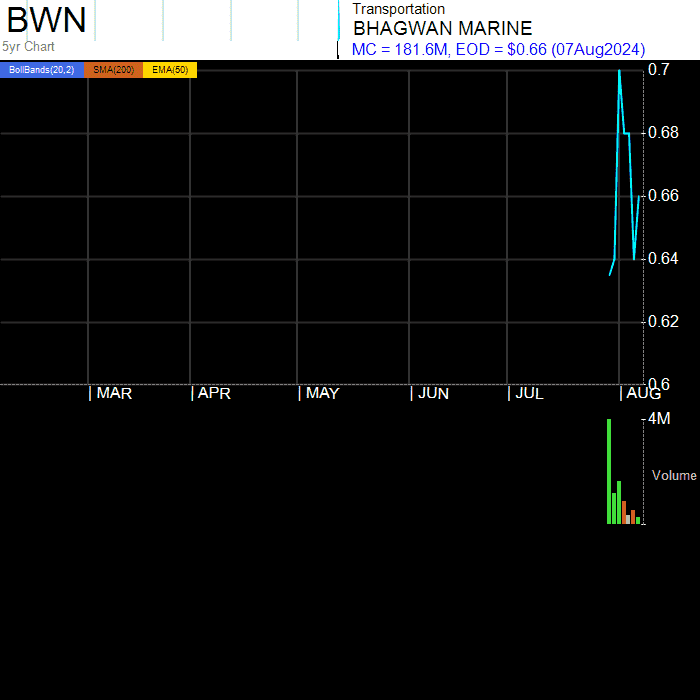 BWN
5yr Chart
Transportation
BHAGWAN MARINE
MC = 181.6M, EOD = $0.66 (07Aug2024)
BollBands(20,2) SMA(200) EMA(50)
0.7
0.68
0.66
0.64
0.62
0.6
| MAR | APR | MAY | JUN | JUL | AUG
4M
Volume